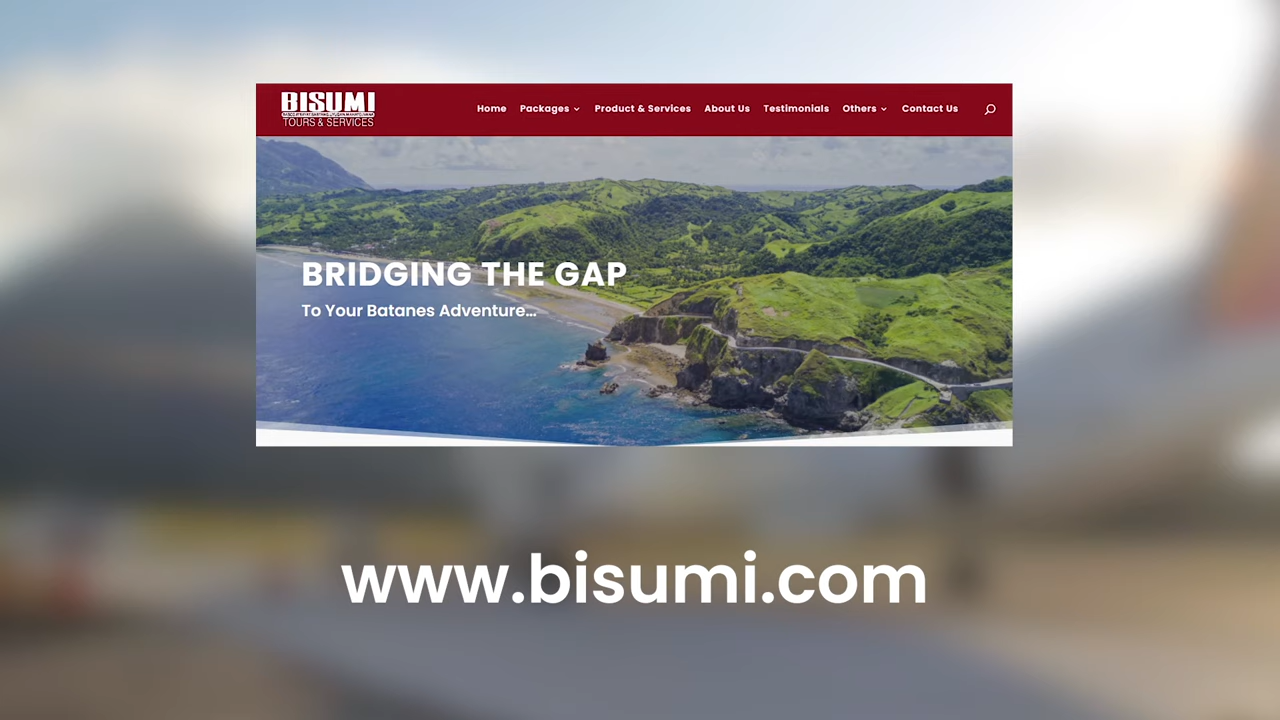 BISUMI
TOURS & SERVICES
Home Packages Product & Services About Us Testimonials Others Contact Us
BRIDGING THE GAP
To Your Batanes Adventure...
www.bisumi.com